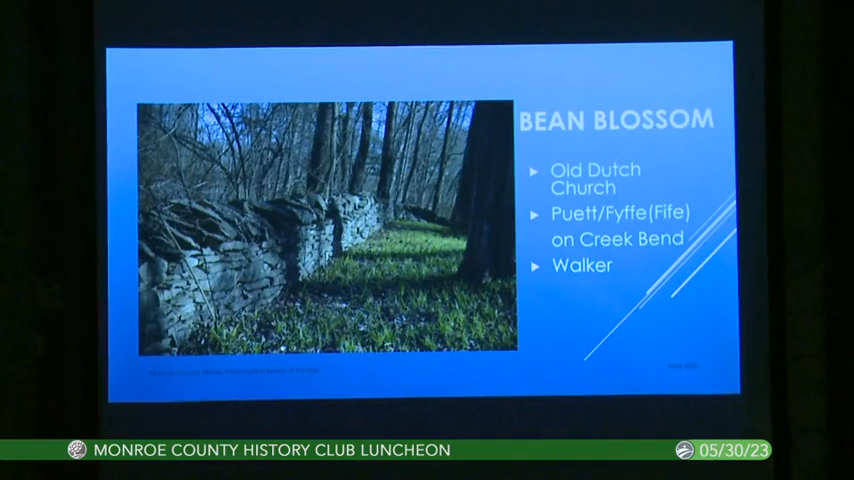 BEAN BLOSSOM
Old Dutch
Church
Puett/Fyffe(Fife)
on Creek Bend
Walker
MONROE COUNTY HISTORY CLUB LUNCHEON
05/30/23